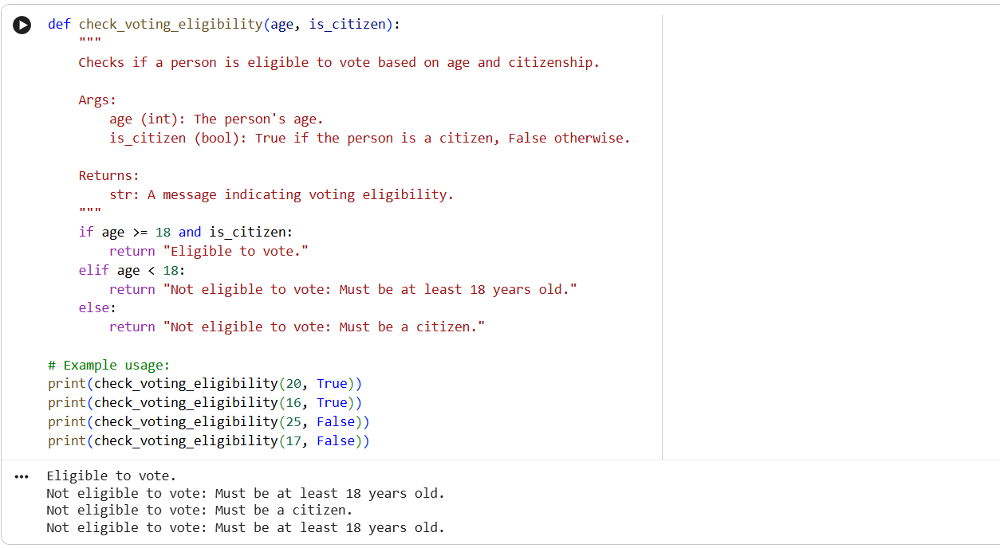 def check_voting_eligibility(age, is_citizen):
    """
    Checks if a person is eligible to vote based on age and citizenship.

    Args:
        age (int): The person's age.
        is_citizen (bool): True if the person is a citizen, False otherwise.

    Returns:
        str: A message indicating voting eligibility.
    """
    if age >= 18 and is_citizen:
        return "Eligible to vote."
    elif age < 18:
        return "Not eligible to vote: Must be at least 18 years old."
    else:
        return "Not eligible to vote: Must be a citizen."

# Example usage:
print(check_voting_eligibility(20, True))
print(check_voting_eligibility(16, True))
print(check_voting_eligibility(25, False))
print(check_voting_eligibility(17, False))
Eligible to vote.
Not eligible to vote: Must be at least 18 years old.
Not eligible to vote: Must be a citizen.
Not eligible to vote: Must be at least 18 years old.